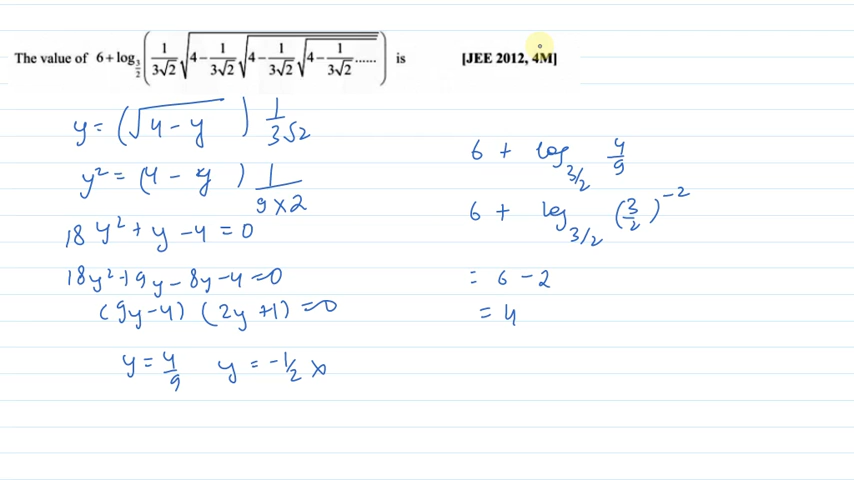 The value of 6 + log_{3/2} ( 1/(3√2) √(4 − 1/(3√2) √(4 − 1/(3√2) √(4 − 1/(3√2) ......))) ) is [JEE 2012, 4M]
y = (√(4 − y) ) 1/(3√2)
y² = (4 − y) 1/(9×2)
18 y² + y − 4 = 0
18y² + 9y − 8y − 4 = 0
(9y−4) (2y+1) = 0
y = 4/9 y = −1/2 ×
6 + log_{3/2} 4/9
6 + log_{3/2} (3/2)^{−2}
= 6 − 2
= 4